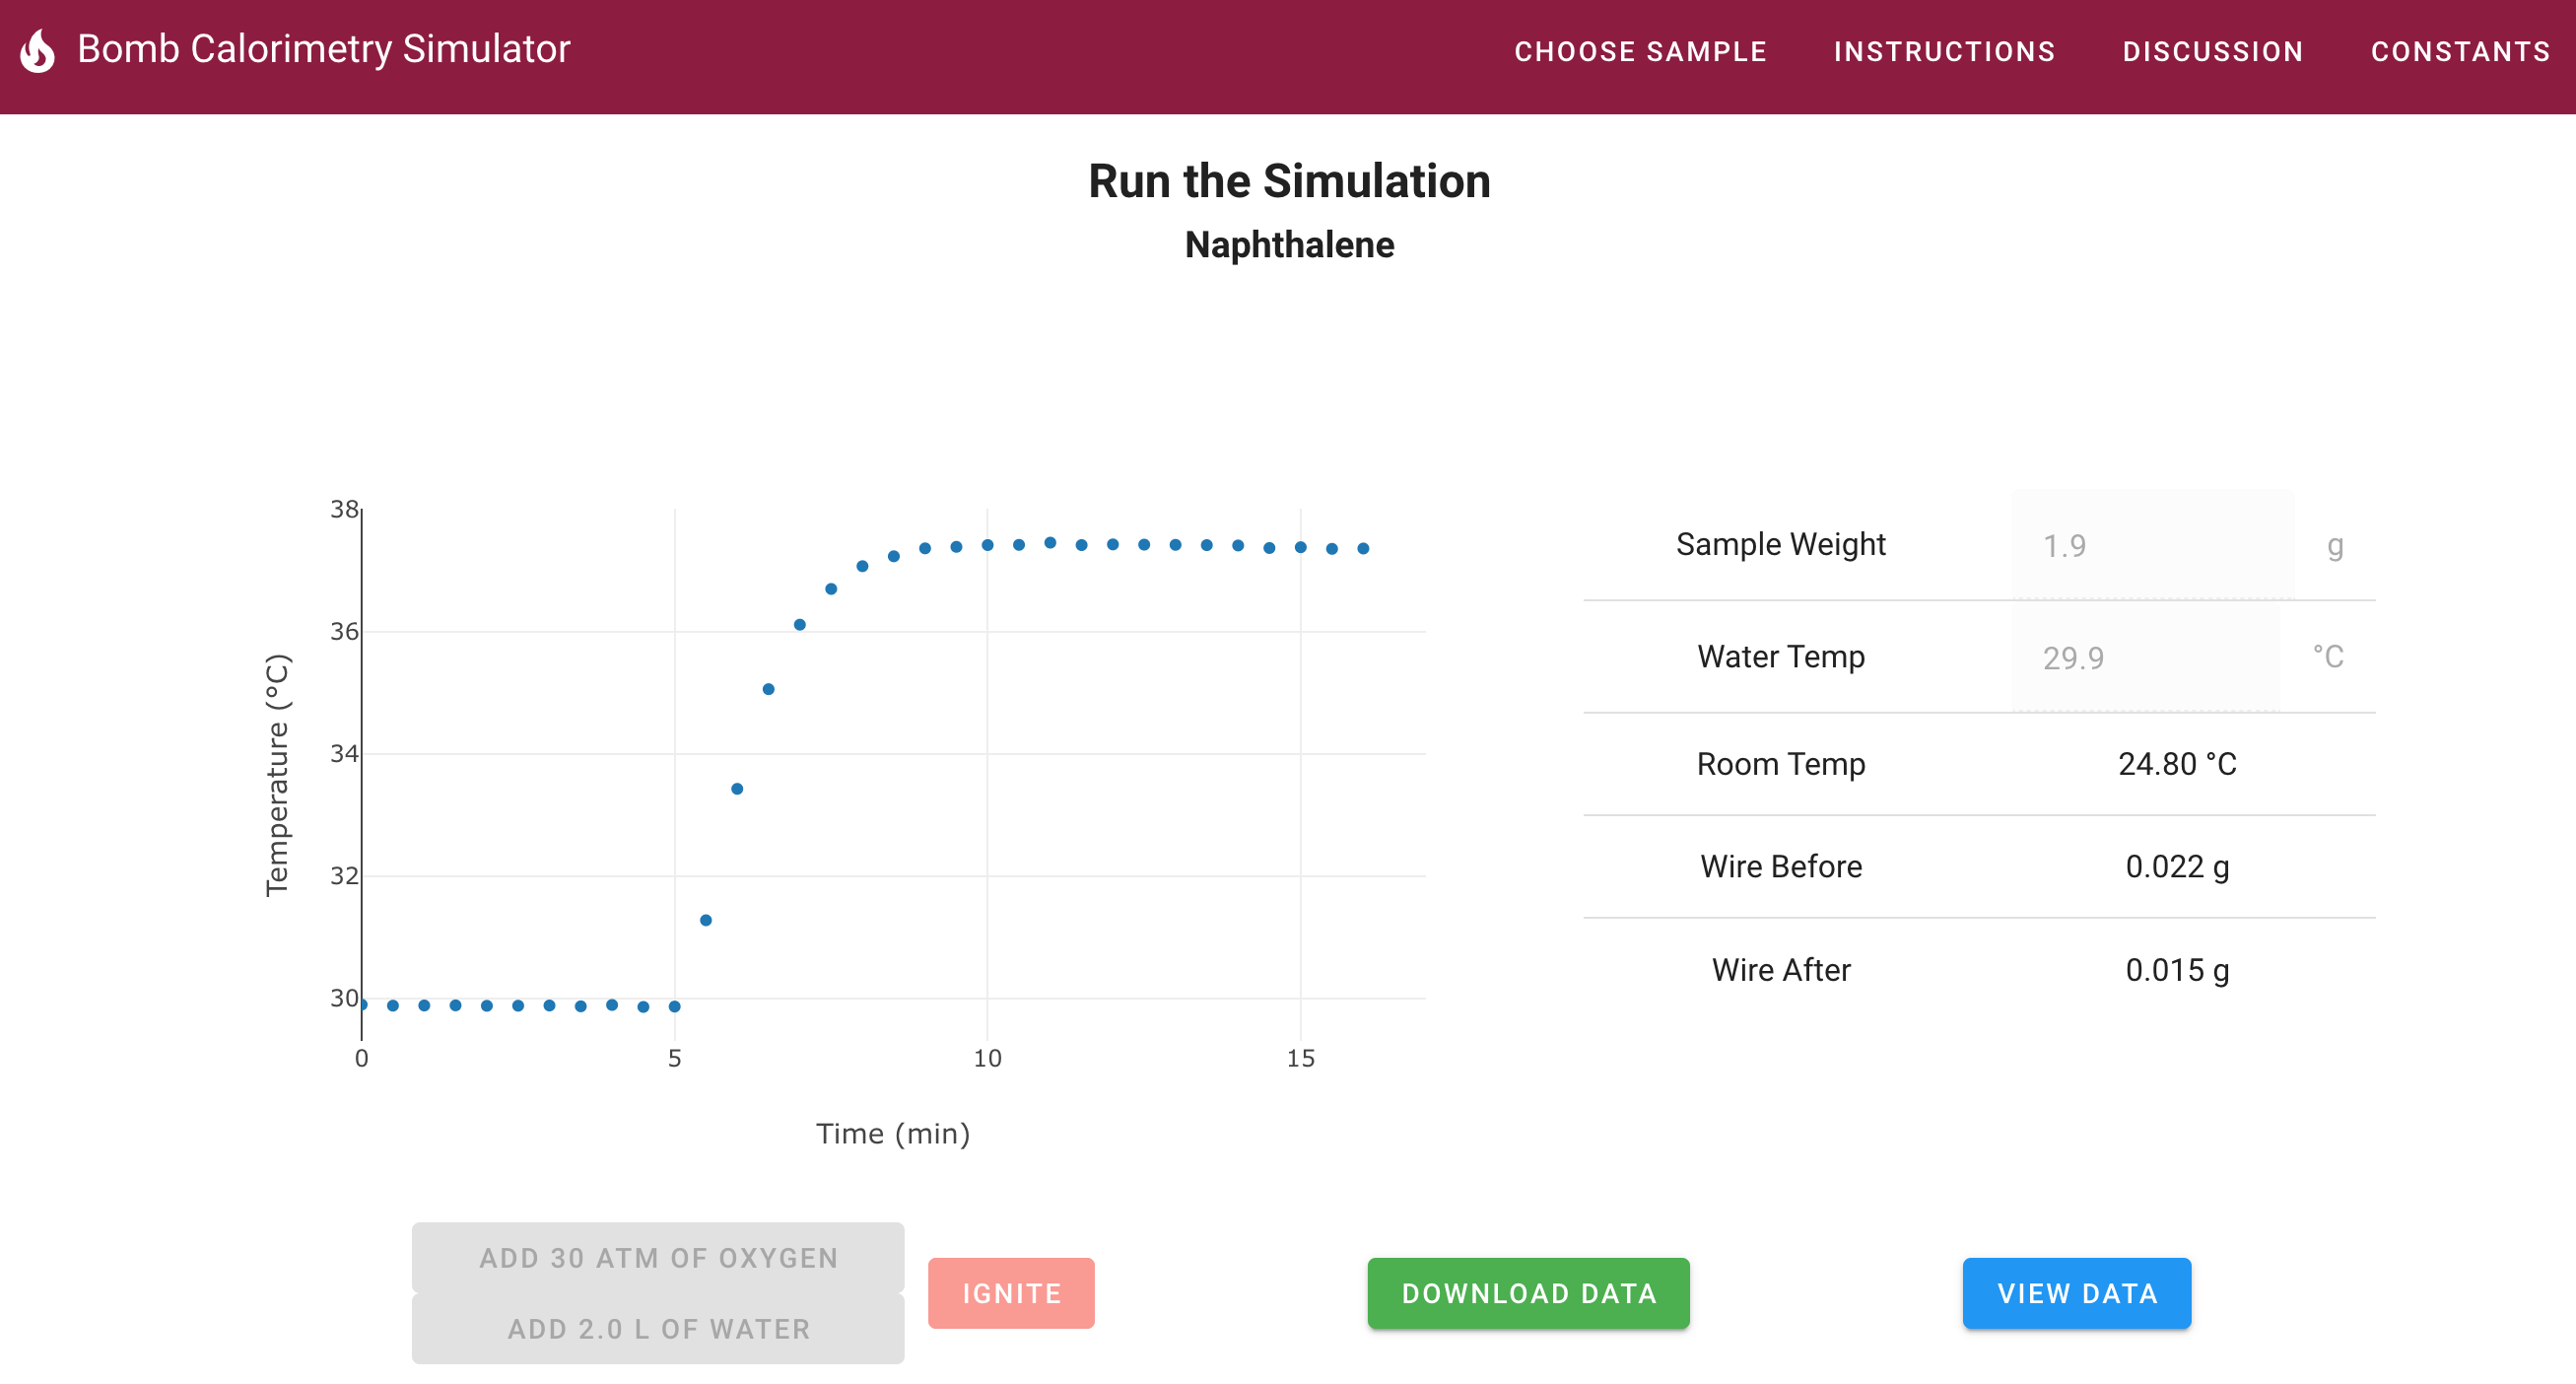 Bomb Calorimetry Simulator
CHOOSE SAMPLE
INSTRUCTIONS
DISCUSSION
CONSTANTS
Run the Simulation
Naphthalene
38
36
34
32
30
Temperature (°C)
0
5
10
15
Time (min)
Sample Weight 1.9 g
Water Temp 29.9 °C
Room Temp 24.80 °C
Wire Before 0.022 g
Wire After 0.015 g
ADD 30 ATM OF OXYGEN
ADD 2.0 L OF WATER
IGNITE
DOWNLOAD DATA
VIEW DATA